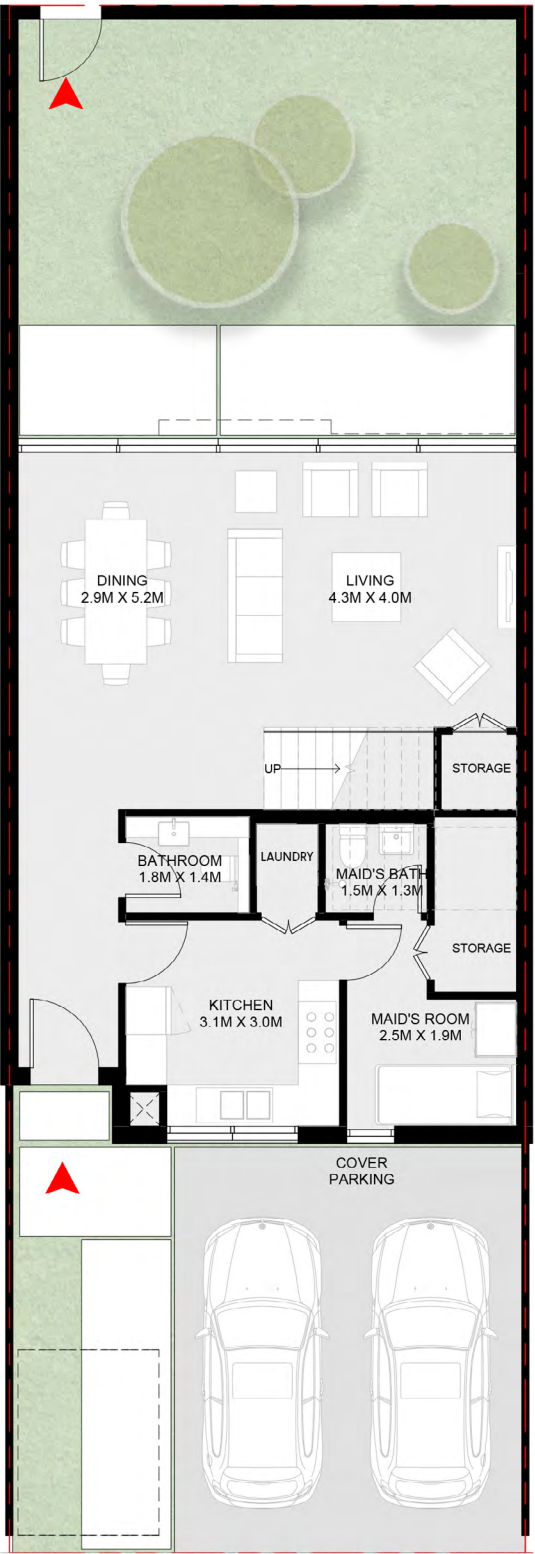 DINING
2.9M X 5.2M
LIVING
4.3M X 4.0M
UP
STORAGE
BATHROOM
1.8M X 1.4M
LAUNDRY
MAID'S BATH
1.5M X 1.3M
STORAGE
KITCHEN
3.1M X 3.0M
MAID'S ROOM
2.5M X 1.9M
COVER
PARKING